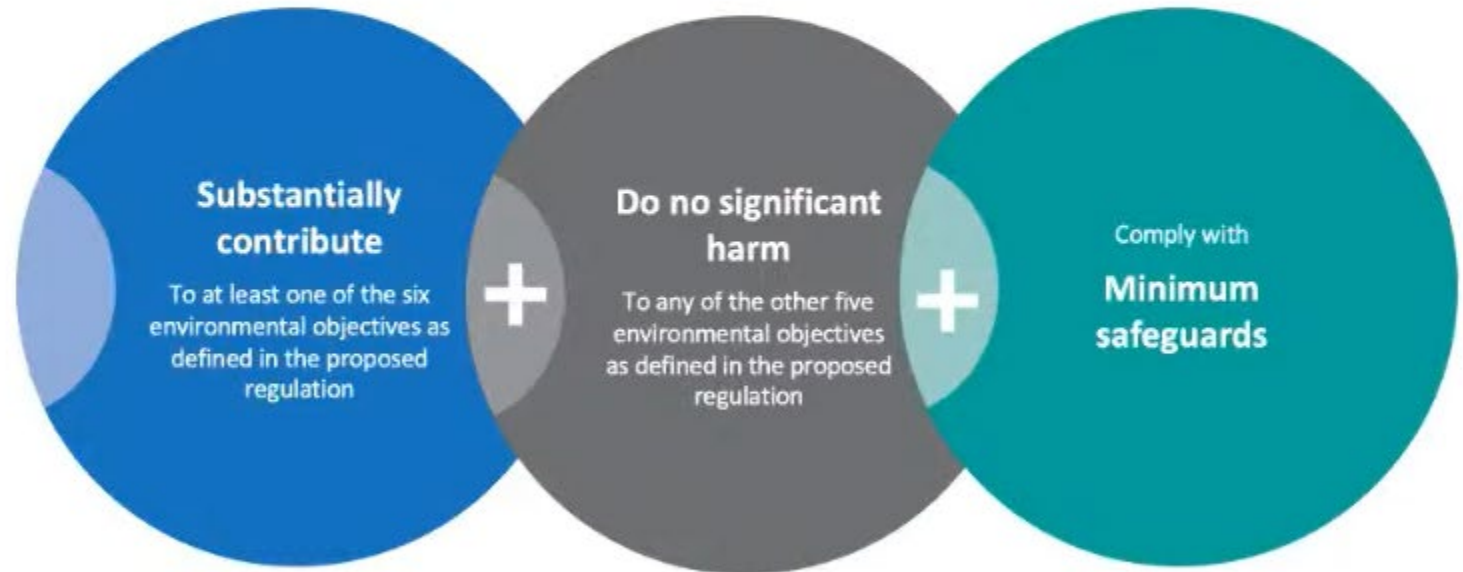 Substantially
contribute
To at least one of the six
environmental objectives as
defined in the proposed
regulation
+
Do no significant
harm
To any of the other five
environmental objectives
as defined in the proposed
regulation
+
Comply with
Minimum
safeguards